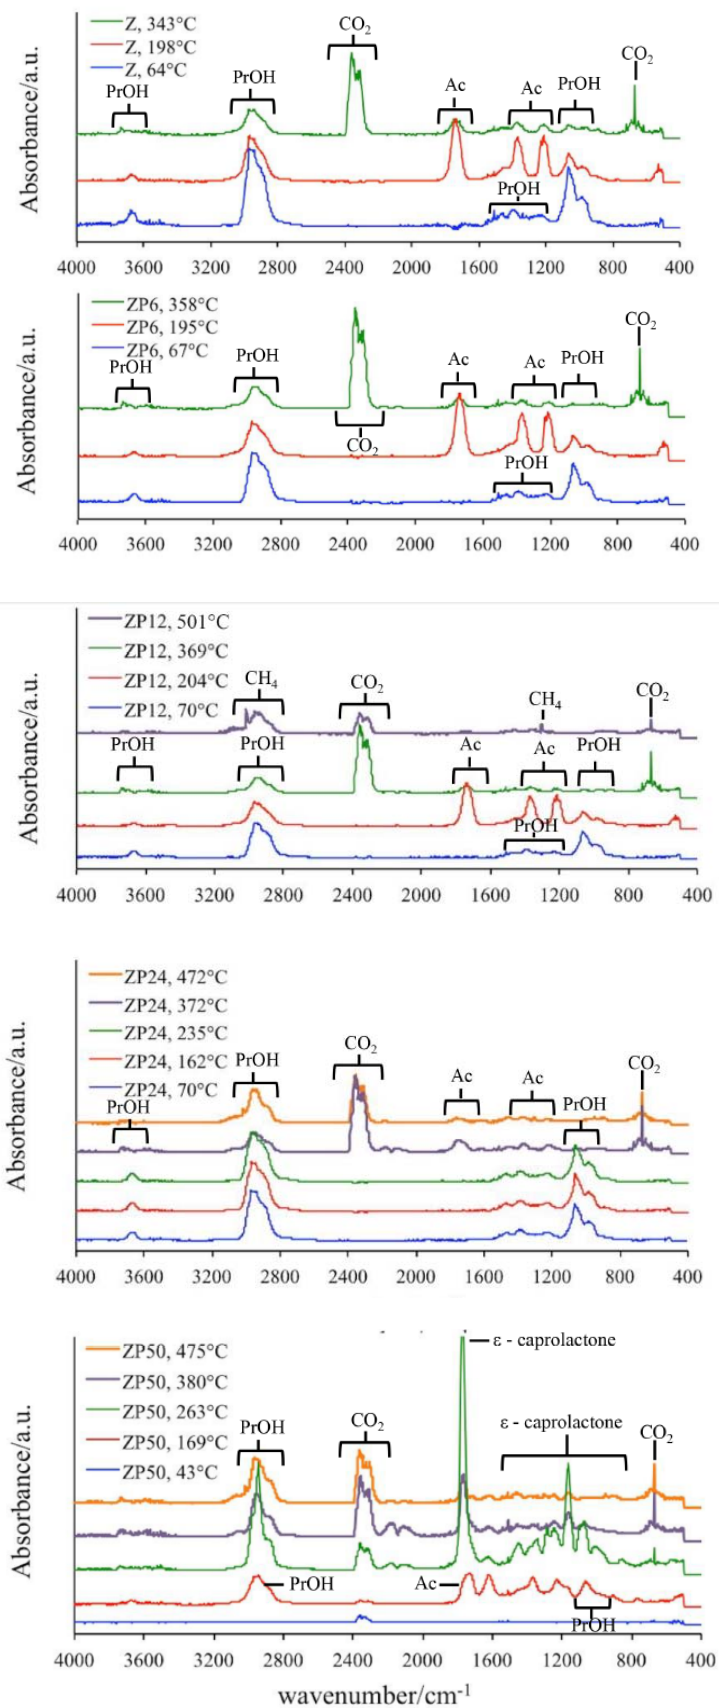 Z, 343°C
Z, 198°C
Z, 64°C
CO₂
PrOH
PrOH
Ac
Ac
PrOH
CO₂
PrOH
Absorbance/a.u.
4000 3600 3200 2800 2400 2000 1600 1200 800 400
ZP6, 358°C
ZP6, 195°C
ZP6, 67°C
PrOH
PrOH
CO₂
Ac
Ac
PrOH
CO₂
PrOH
Absorbance/a.u.
4000 3600 3200 2800 2400 2000 1600 1200 800 400
ZP12, 501°C
ZP12, 369°C
ZP12, 204°C
ZP12, 70°C
CH₄
CO₂
CH₄
CO₂
PrOH
PrOH
Ac
Ac
PrOH
PrOH
Absorbance/a.u.
4000 3600 3200 2800 2400 2000 1600 1200 800 400
ZP24, 472°C
ZP24, 372°C
ZP24, 235°C
ZP24, 162°C
ZP24, 70°C
PrOH
PrOH
CO₂
Ac
Ac
PrOH
CO₂
Absorbance/a.u.
4000 3600 3200 2800 2400 2000 1600 1200 800 400
ZP50, 475°C
ZP50, 380°C
ZP50, 263°C
ZP50, 169°C
ZP50, 43°C
ε - caprolactone
PrOH
CO₂
ε - caprolactone
CO₂
PrOH
Ac
PrOH
Absorbance/a.u.
4000 3600 3200 2800 2400 2000 1600 1200 800 400
wavenumber/cm⁻¹